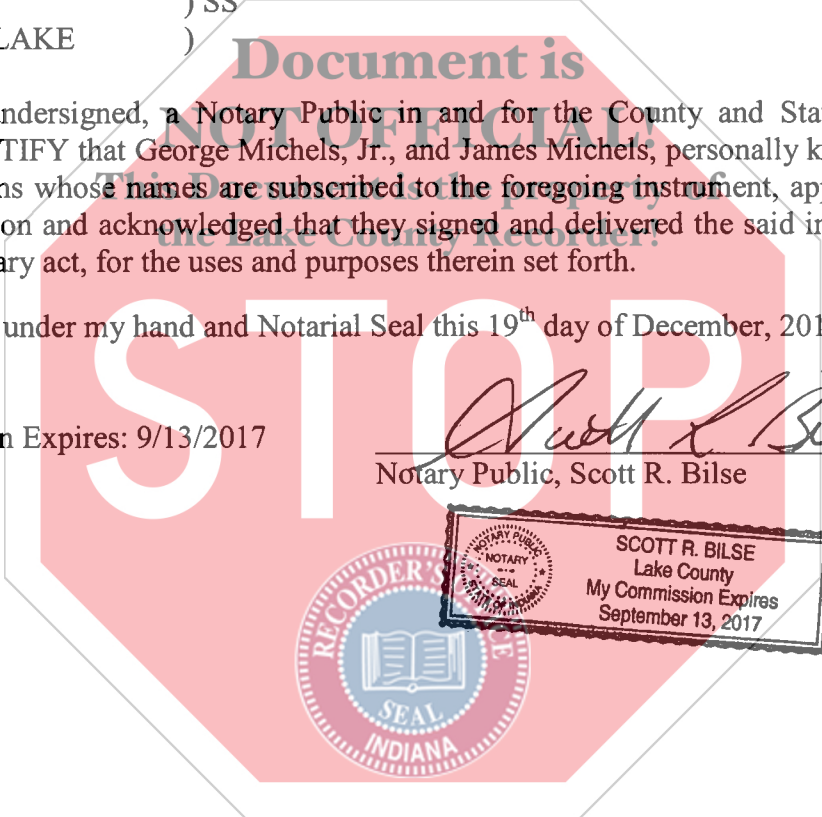 ) SS
LAKE )
Document is
ndersigned, a Notary Public in and for the County and Sta
NOT OFFICIAL!
TIFY that George Michels, Jr., and James Michels, personally k
This Document is the property of
ns whose names are subscribed to the foregoing instrument, ap
the Lake County Recorder!
on and acknowledged that they signed and delivered the said in
ary act, for the uses and purposes therein set forth.
under my hand and Notarial Seal this 19th day of December, 201
STOP
n Expires: 9/13/2017
Notary Public, Scott R. Bilse
NOTARY PUBLIC
NOTARY
SEAL
STATE OF INDIANA
SCOTT R. BILSE
Lake County
My Commission Expires
September 13, 2017
RECORDER'S OFFICE
SEAL
INDIANA